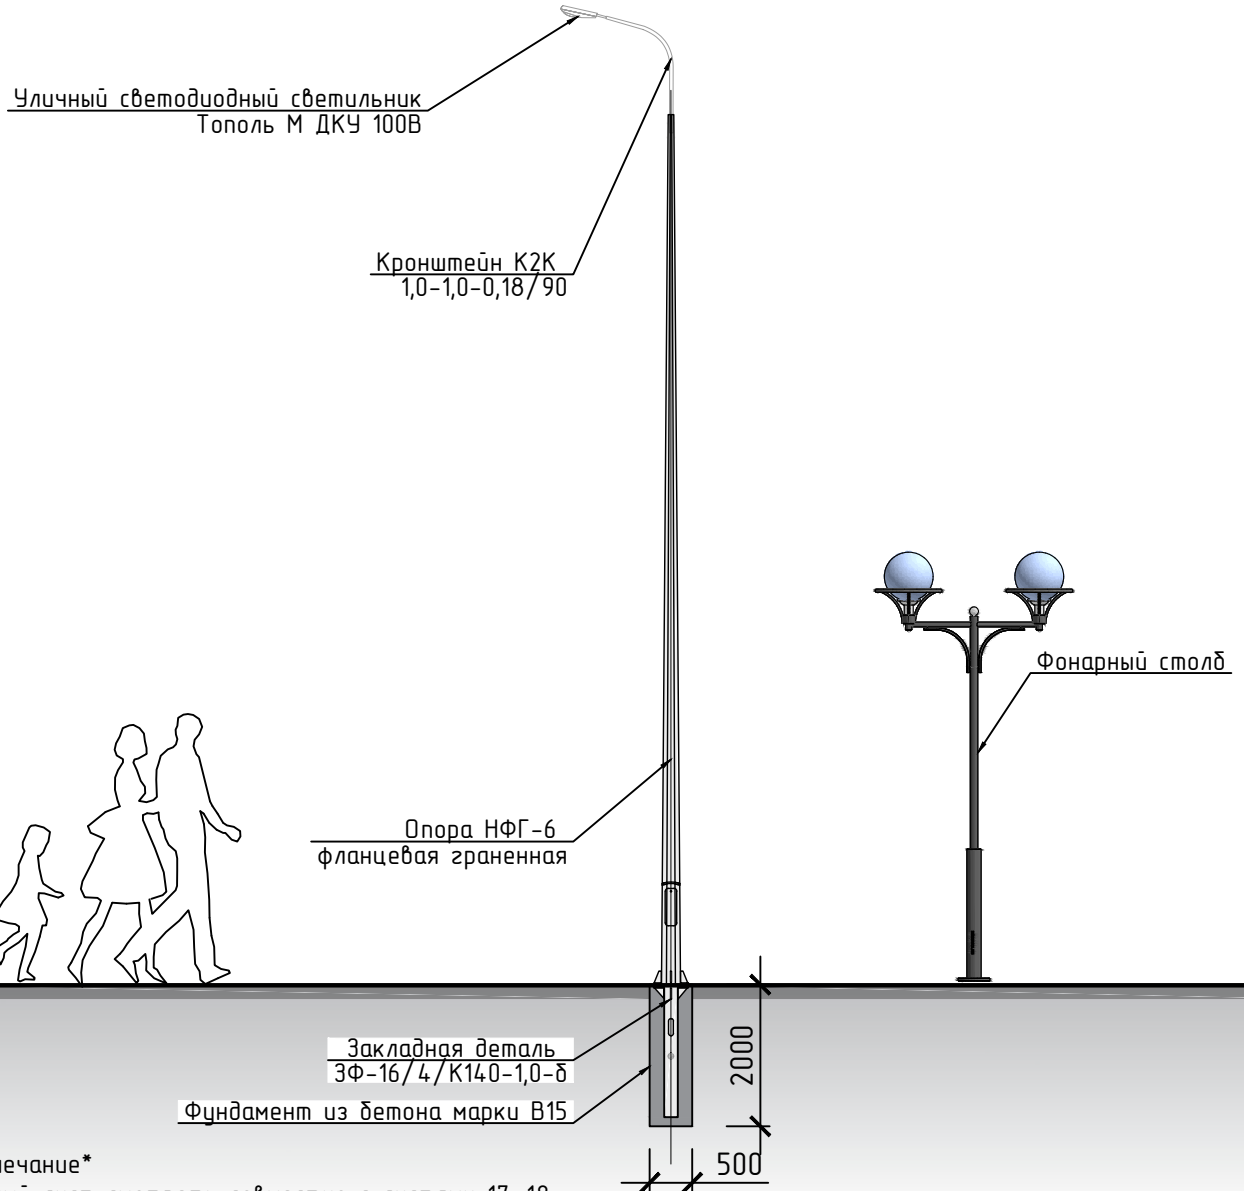 Уличный светодиодный светильник
Тополь М ДКУ 100В
Кронштейн К2К
1,0-1,0-0,18/90
Фонарный столб
Опора НФГ-6
фланцевая граненная
Закладная деталь
ЗФ-16/4/К140-1,0-б
Фундамент из бетона марки В15
2000
500
ечание*